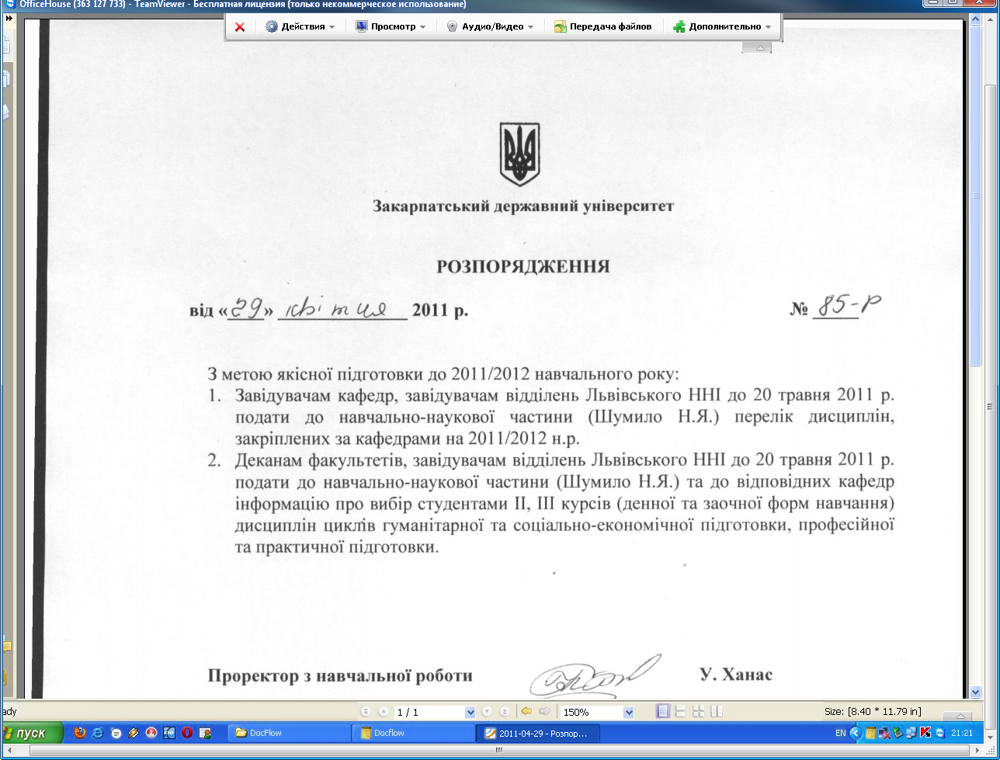 OfficeHouse (363 127 733) - TeamViewer - Бесплатная лицензия (только некоммерческое использование)
Действия Просмотр Аудио/Видео Передача файлов Дополнительно
Закарпатський державний університет
РОЗПОРЯДЖЕННЯ
від «29» квітня 2011 р. № 85-Р
З метою якісної підготовки до 2011/2012 навчального року:
1. Завідувачам кафедр, завідувачам відділень Львівського ННІ до 20 травня 2011 р.
подати до навчально-наукової частини (Шумило Н.Я.) перелік дисциплін,
закріплених за кафедрами на 2011/2012 н.р.
2. Деканам факультетів, завідувачам відділень Львівського ННІ до 20 травня 2011 р.
подати до навчально-наукової частини (Шумило Н.Я.) та до відповідних кафедр
інформацію про вибір студентами ІІ, ІІІ курсів (денної та заочної форм навчання)
дисциплін циклів гуманітарної та соціально-економічної підготовки, професійної
та практичної підготовки.
Проректор з навчальної роботи У. Ханас
ady 1 / 1 150% Size: [8.40 * 11.79 in]
пуск DocFlow Docflow 2011-04-29 - Розпор... EN 21:21